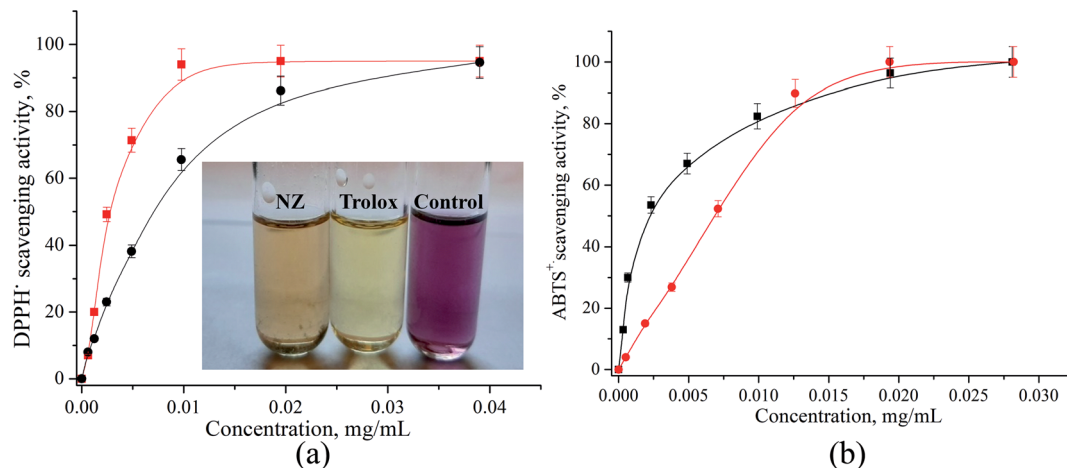 100
80
60
40
20
0
DPPH· scavenging activity, %
NZ Trolox Control
0.00 0.01 0.02 0.03 0.04
Concentration, mg/mL
(a)
100
80
60
40
20
0
ABTS+· scavenging activity, %
0.000 0.005 0.010 0.015 0.020 0.025 0.030
Concentration, mg/mL
(b)